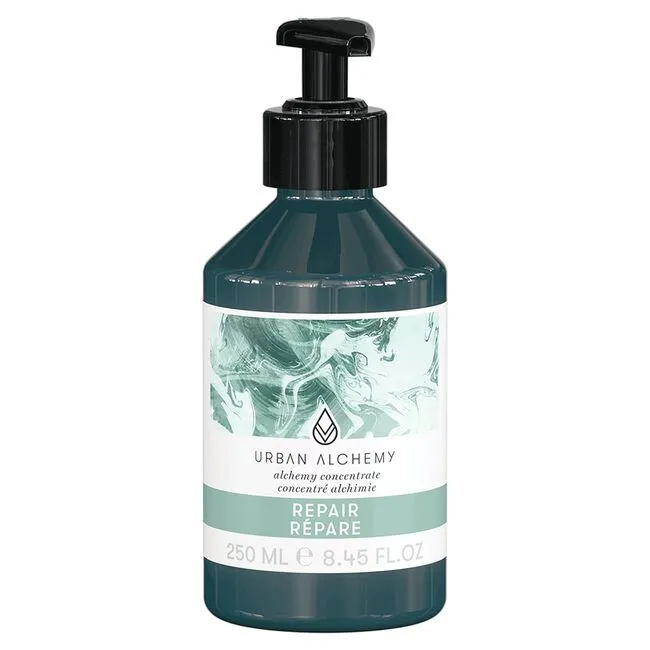 URBAN ALCHEMY
alchemy concentrate
concentré alchimie
REPAIR
RÉPARE
250 ML ℮ 8.45 FL.OZ